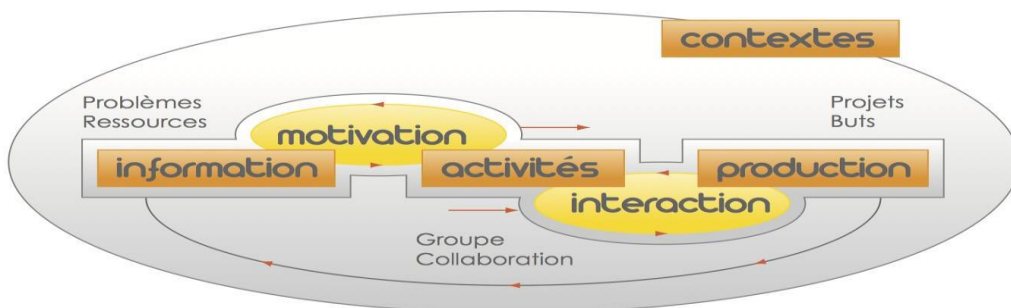 contextes
Problèmes
Ressources
Projets
Buts
motivation
information
activités
production
interaction
Groupe
Collaboration